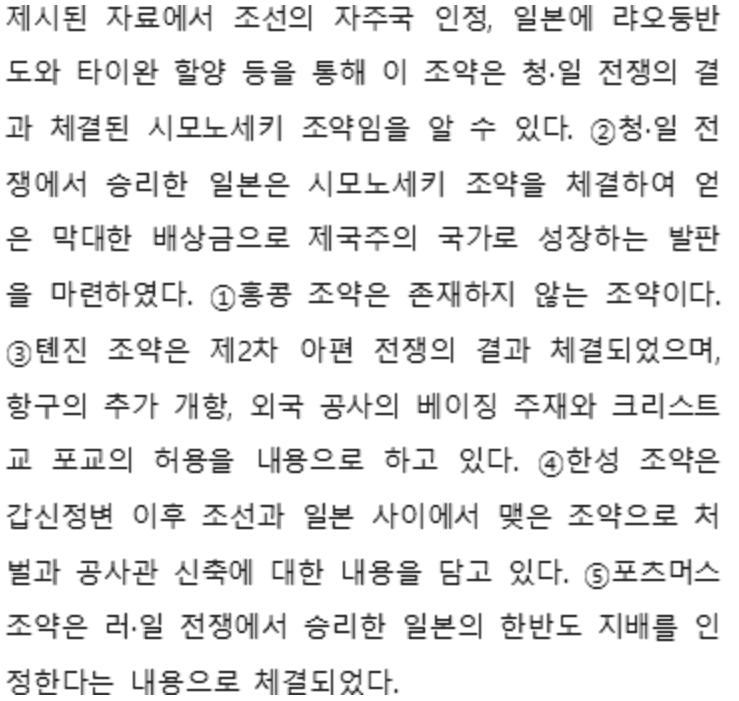 제시된 자료에서 조선의 자주국 인정, 일본에 랴오둥반
도와 타이완 할양 등을 통해 이 조약은 청·일 전쟁의 결
과 체결된 시모노세키 조약임을 알 수 있다. ②청·일 전
쟁에서 승리한 일본은 시모노세키 조약을 체결하여 얻
은 막대한 배상금으로 제국주의 국가로 성장하는 발판
을 마련하였다. ①홍콩 조약은 존재하지 않는 조약이다.
③톈진 조약은 제2차 아편 전쟁의 결과 체결되었으며,
항구의 추가 개항, 외국 공사의 베이징 주재와 크리스트
교 포교의 허용을 내용으로 하고 있다. ④한성 조약은
갑신정변 이후 조선과 일본 사이에서 맺은 조약으로 처
벌과 공사관 신축에 대한 내용을 담고 있다. ⑤포츠머스
조약은 러·일 전쟁에서 승리한 일본의 한반도 지배를 인
정한다는 내용으로 체결되었다.